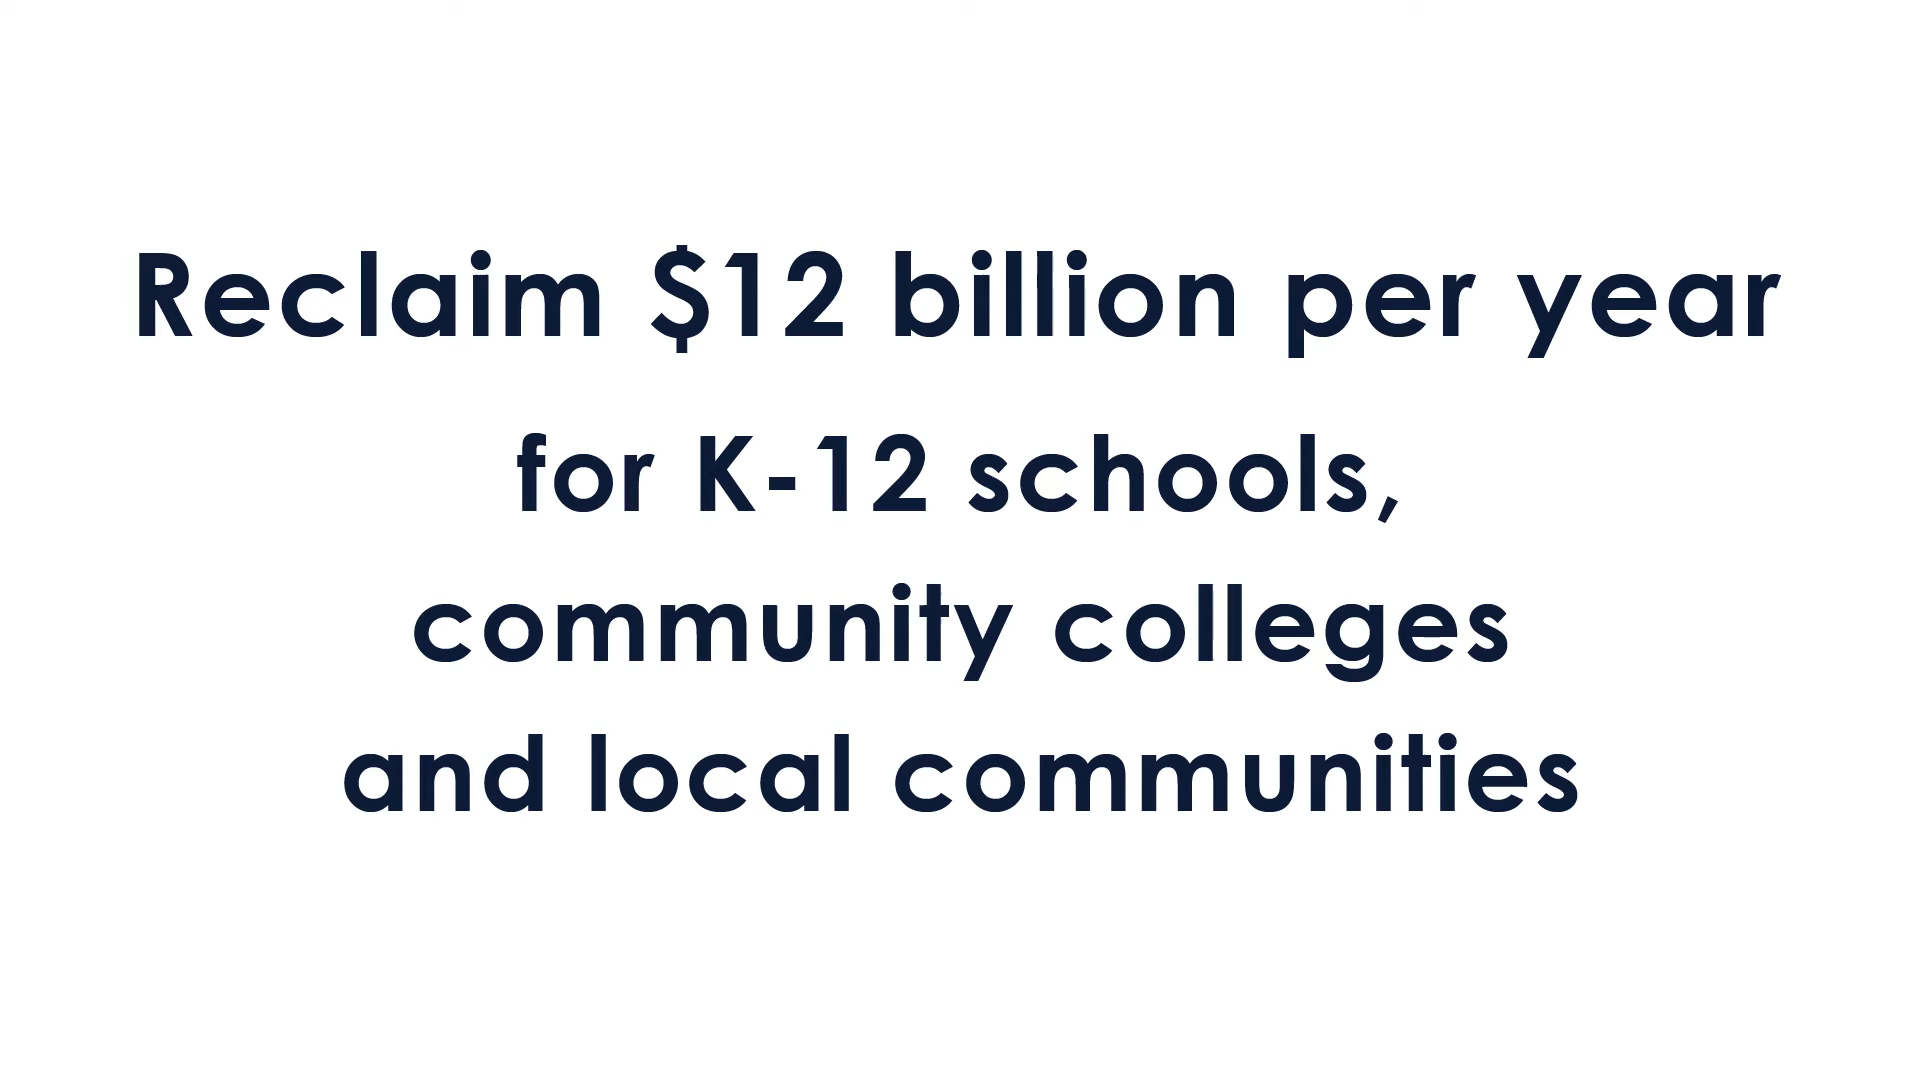 Reclaim $12 billion per year
for K-12 schools,
community colleges
and local communities